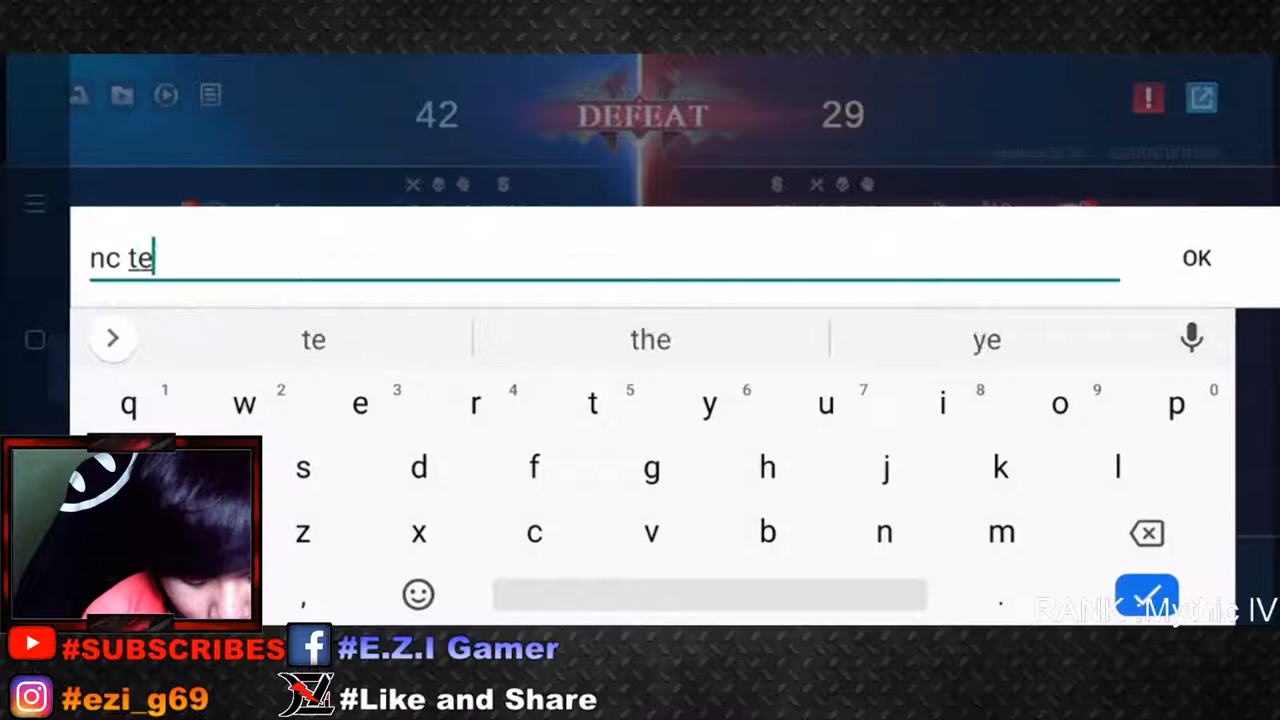 42 DEFEAT 29
nc te OK
te the ye
q 1 w 2 e 3 r 4 t 5 y 6 u 7 i 8 o 9 p 0
s d f g h j k l
z x c v b n m
, .
RANK :Mythic IV
#SUBSCRIBES #E.Z.I Gamer
#ezi_g69 #Like and Share